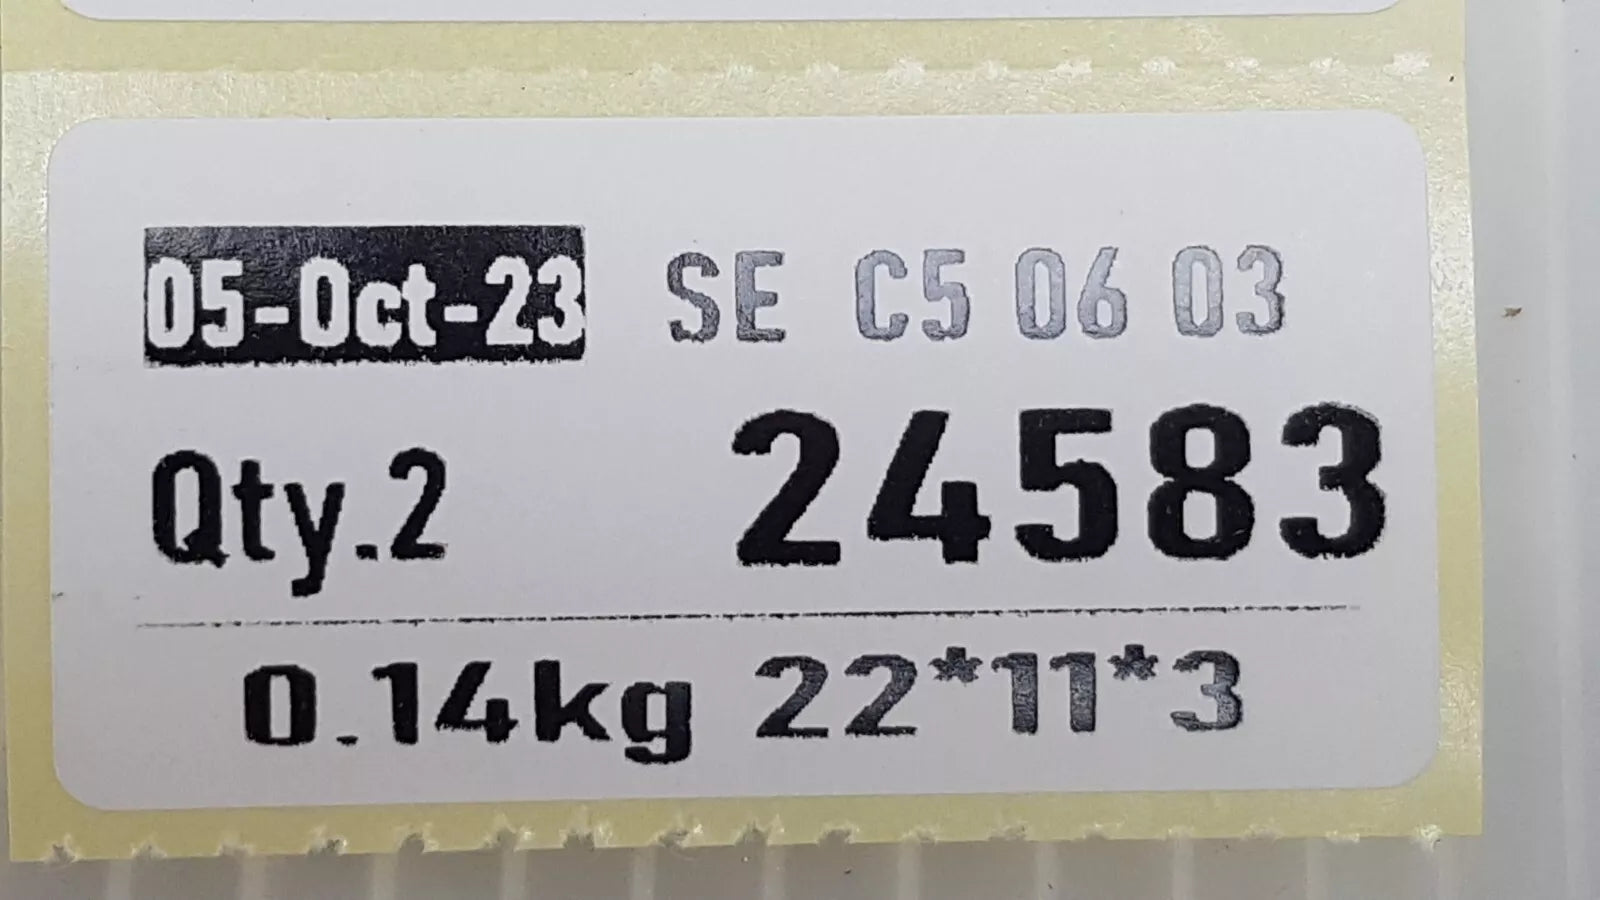 05-Oct-23 SE C5 06 03
Qty.2 24583
0.14kg 22*11*3